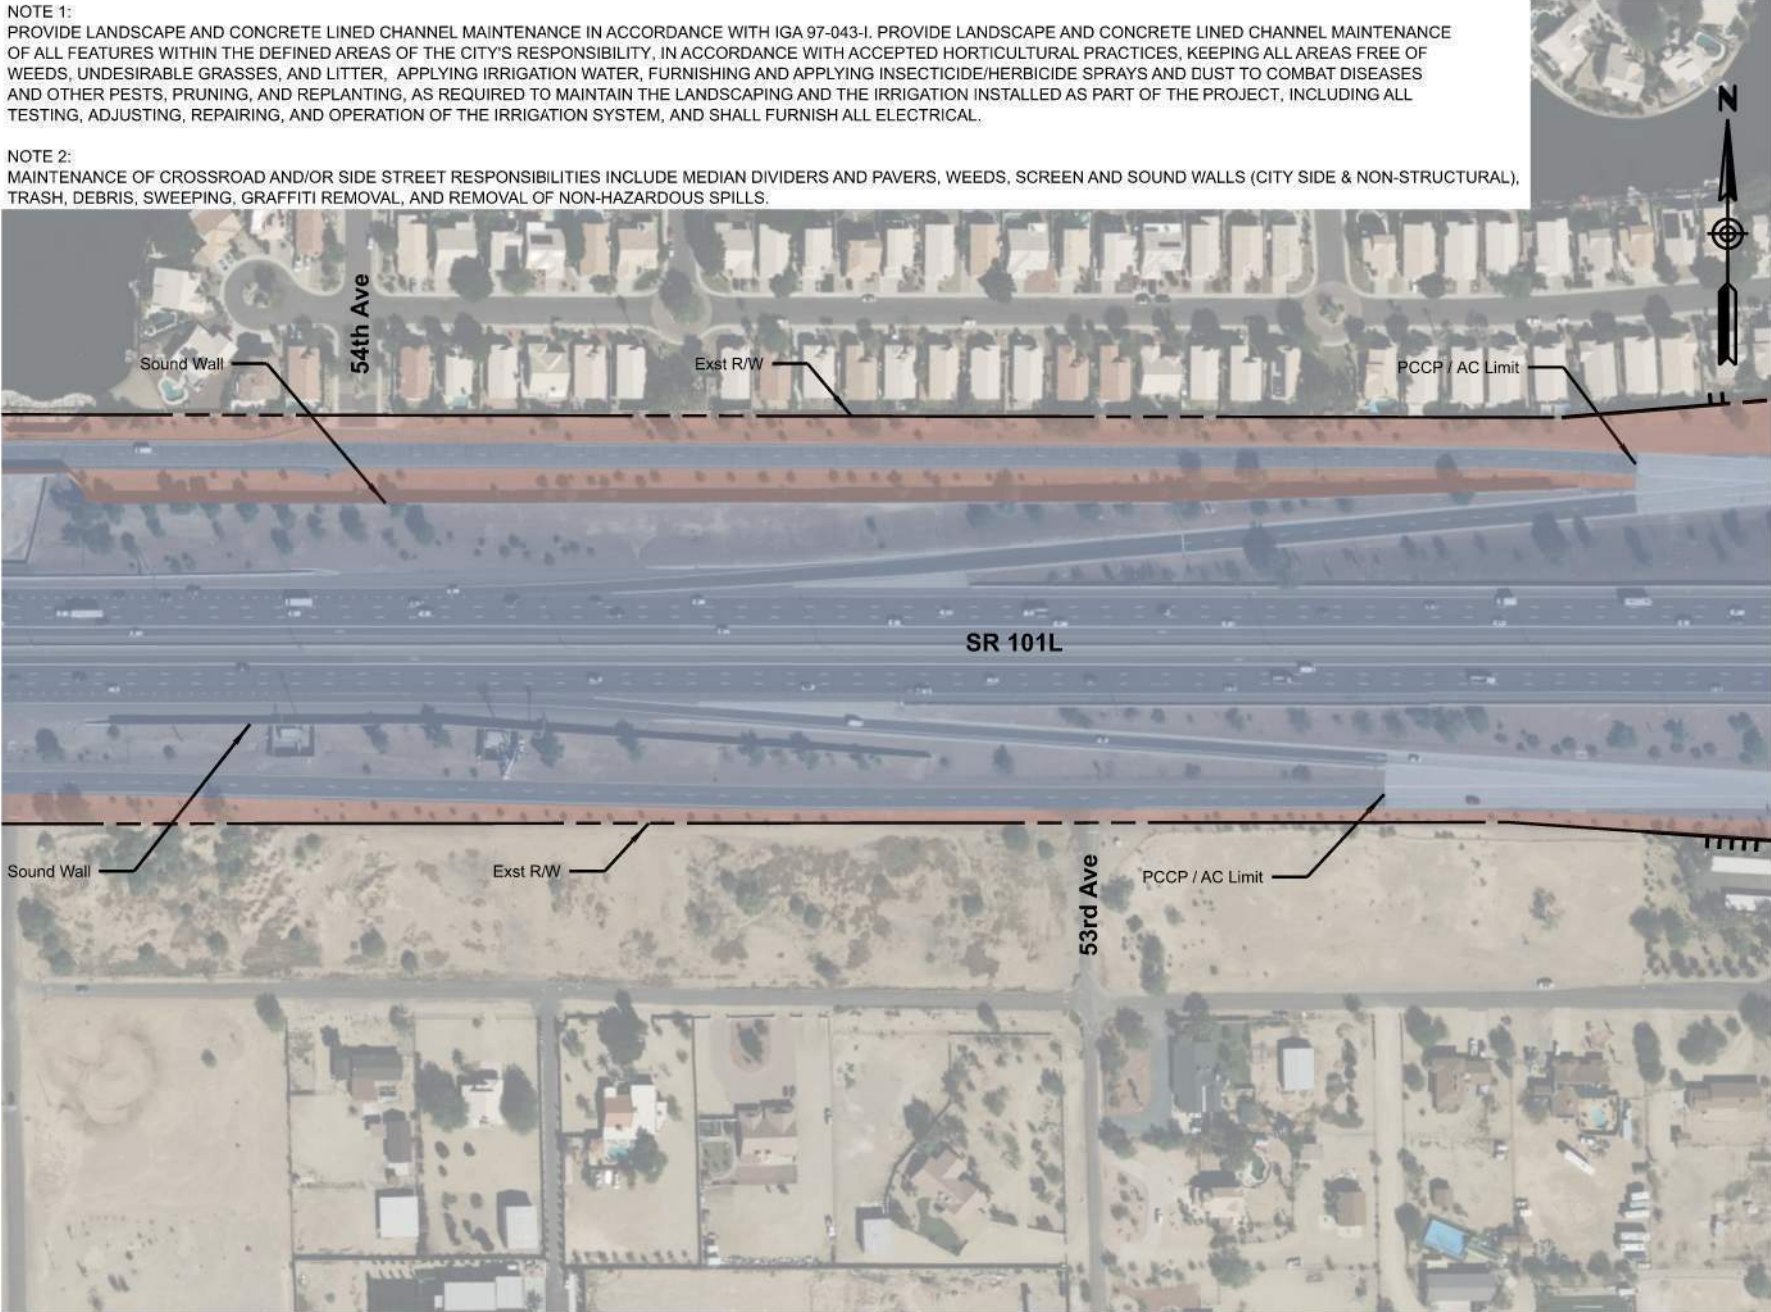 NOTE 1:
PROVIDE LANDSCAPE AND CONCRETE LINED CHANNEL MAINTENANCE IN ACCORDANCE WITH IGA 97-043-I. PROVIDE LANDSCAPE AND CONCRETE LINED CHANNEL MAINTENANCE
OF ALL FEATURES WITHIN THE DEFINED AREAS OF THE CITY'S RESPONSIBILITY, IN ACCORDANCE WITH ACCEPTED HORTICULTURAL PRACTICES, KEEPING ALL AREAS FREE OF
WEEDS, UNDESIRABLE GRASSES, AND LITTER, APPLYING IRRIGATION WATER, FURNISHING AND APPLYING INSECTICIDE/HERBICIDE SPRAYS AND DUST TO COMBAT DISEASES
AND OTHER PESTS, PRUNING, AND REPLANTING, AS REQUIRED TO MAINTAIN THE LANDSCAPING AND THE IRRIGATION INSTALLED AS PART OF THE PROJECT, INCLUDING ALL
TESTING, ADJUSTING, REPAIRING, AND OPERATION OF THE IRRIGATION SYSTEM, AND SHALL FURNISH ALL ELECTRICAL.
NOTE 2:
MAINTENANCE OF CROSSROAD AND/OR SIDE STREET RESPONSIBILITIES INCLUDE MEDIAN DIVIDERS AND PAVERS, WEEDS, SCREEN AND SOUND WALLS (CITY SIDE & NON-STRUCTURAL),
TRASH, DEBRIS, SWEEPING, GRAFFITI REMOVAL, AND REMOVAL OF NON-HAZARDOUS SPILLS.
N
54th Ave
Sound Wall
Exst R/W
PCCP / AC Limit
SR 101L
Sound Wall
Exst R/W
53rd Ave
PCCP / AC Limit